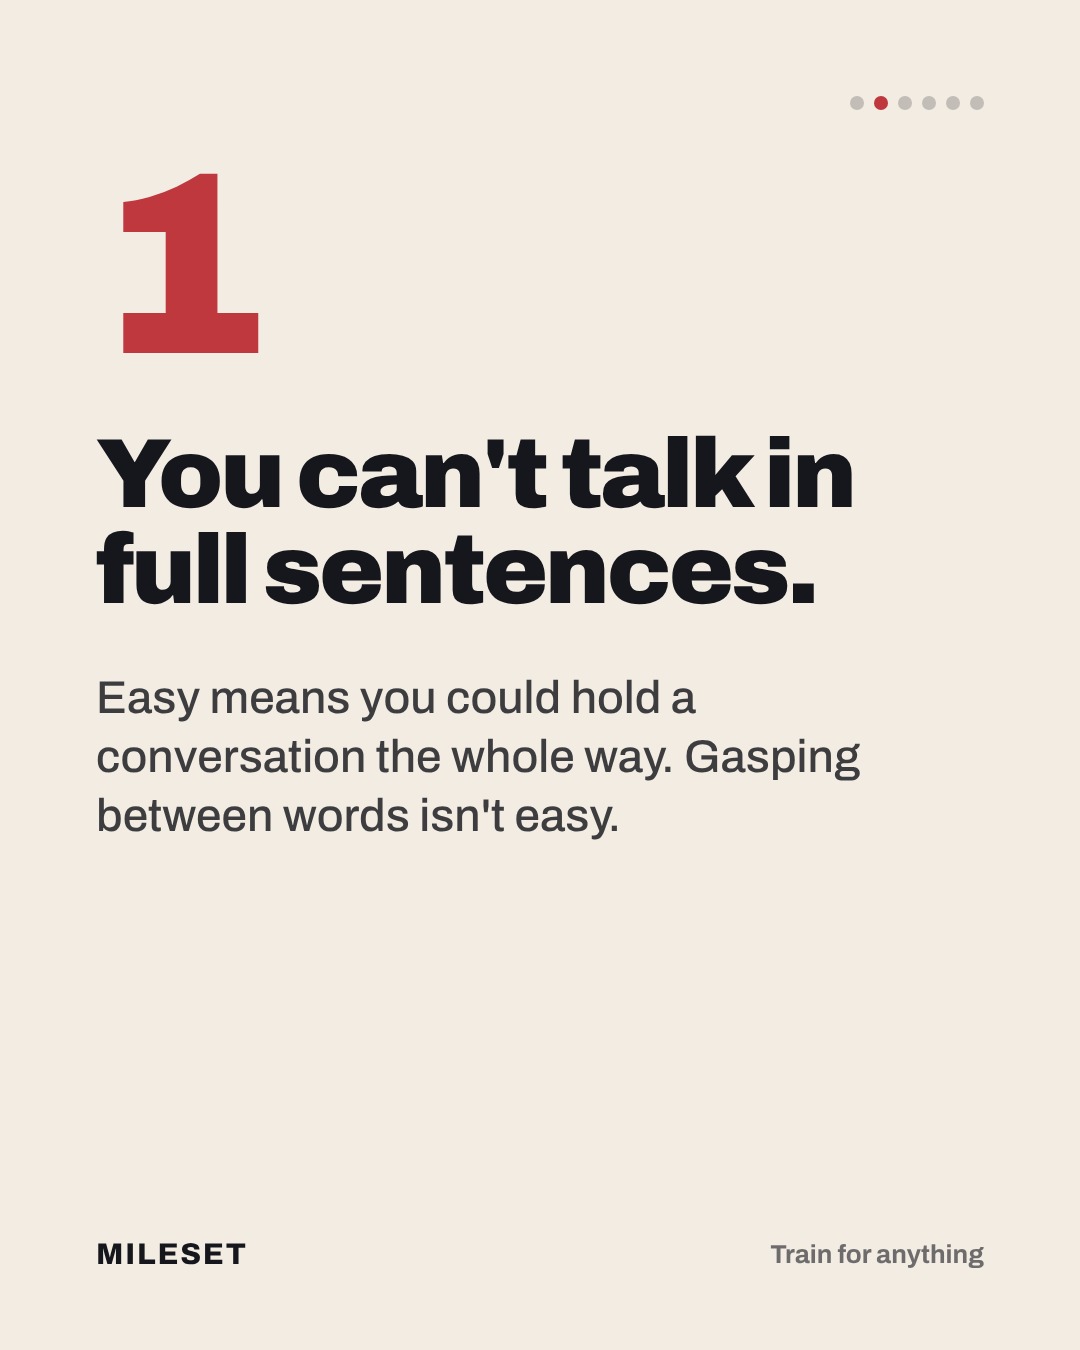 1
You can't talk in
full sentences.
Easy means you could hold a
conversation the whole way. Gasping
between words isn't easy.
MILESET
Train for anything